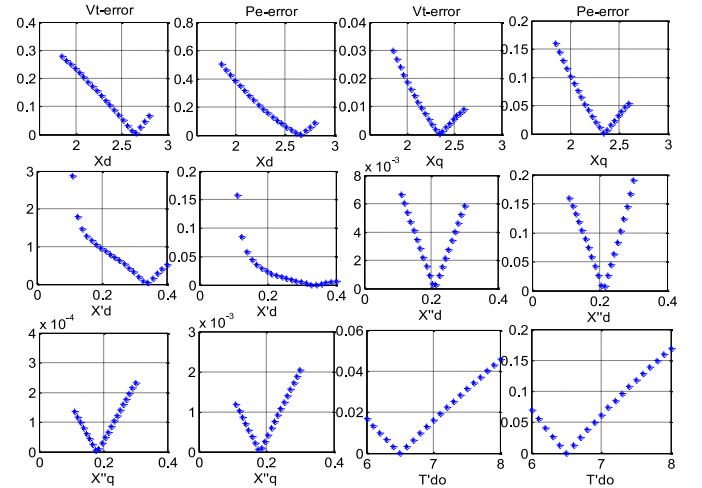 Vt-error Pe-error Vt-error Pe-error
0.4 0.8 0.04 0.2
0.3 0.6 0.03 0.15
0.2 0.4 0.02 0.1
0.1 0.2 0.01 0.05
0 0 0 0
2 2.5 3 2 2.5 3 2 2.5 3 2 2.5 3
Xd Xd Xq Xq
x 10-3
3 0.2 8 0.2
2 0.15 6 0.15
0.1 4 0.1
1 0.05 2 0.05
0 0 0 0
0 0.2 0.4 0 0.2 0.4 0 0.2 0.4 0 0.2 0.4
X'd X'd X"d X"d
x 10-4 x 10-3
4 3 0.06 0.2
3 2 0.04 0.15
2 0.1
1 1 0.02 0.05
0 0 0 0
0 0.2 0.4 0 0.2 0.4 6 7 8 6 7 8
X"q X"q T'do T'do